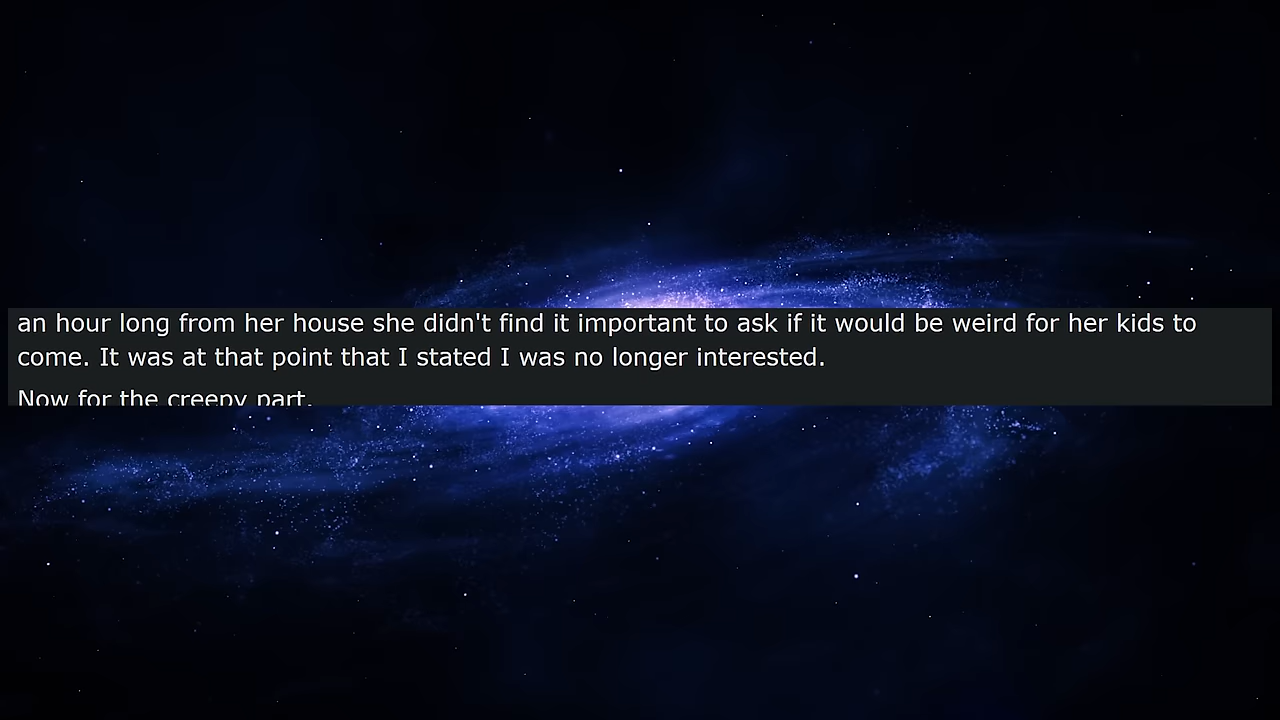 an hour long from her house she didn't find it important to ask if it would be weird for her kids to
come. It was at that point that I stated I was no longer interested.
Now for the creepy part.